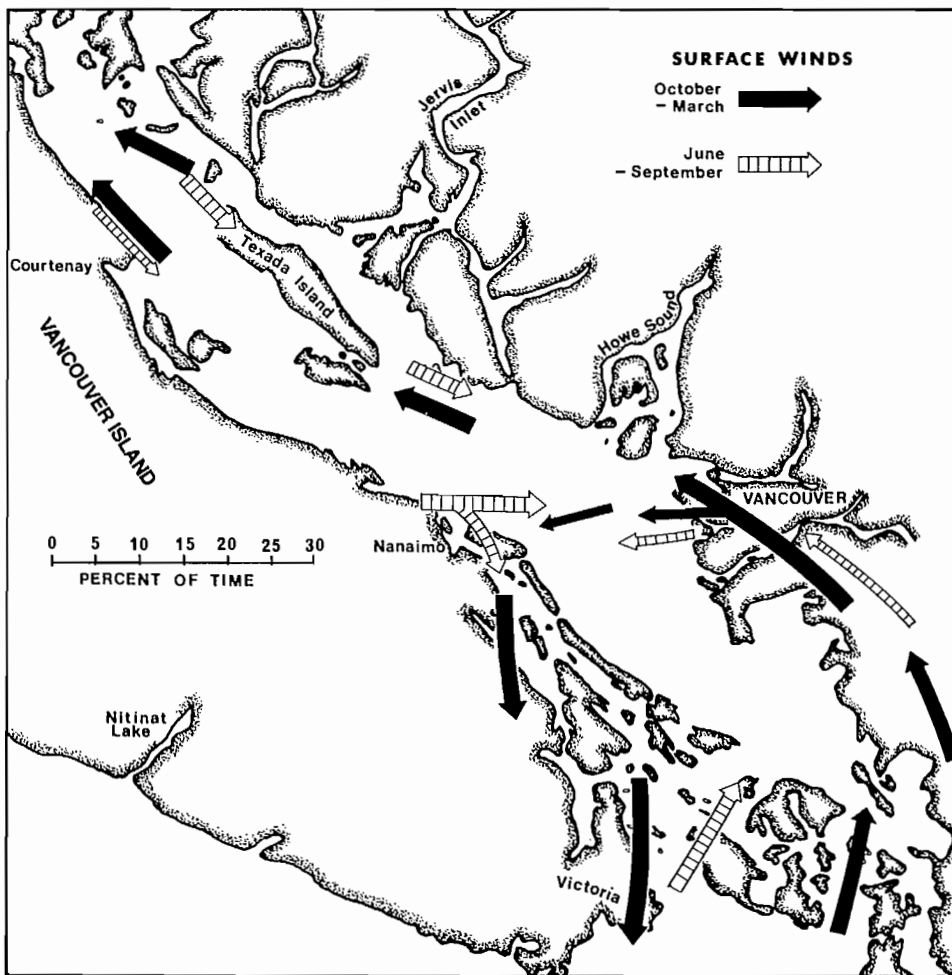 SURFACE WINDS
October
– March
June
– September
Jervis
Inlet
Courtenay
Texada Island
Howe Sound
VANCOUVER ISLAND
VANCOUVER
0 5 10 15 20 25 30
PERCENT OF TIME
Nanaimo
Nitinat
Lake
Victoria